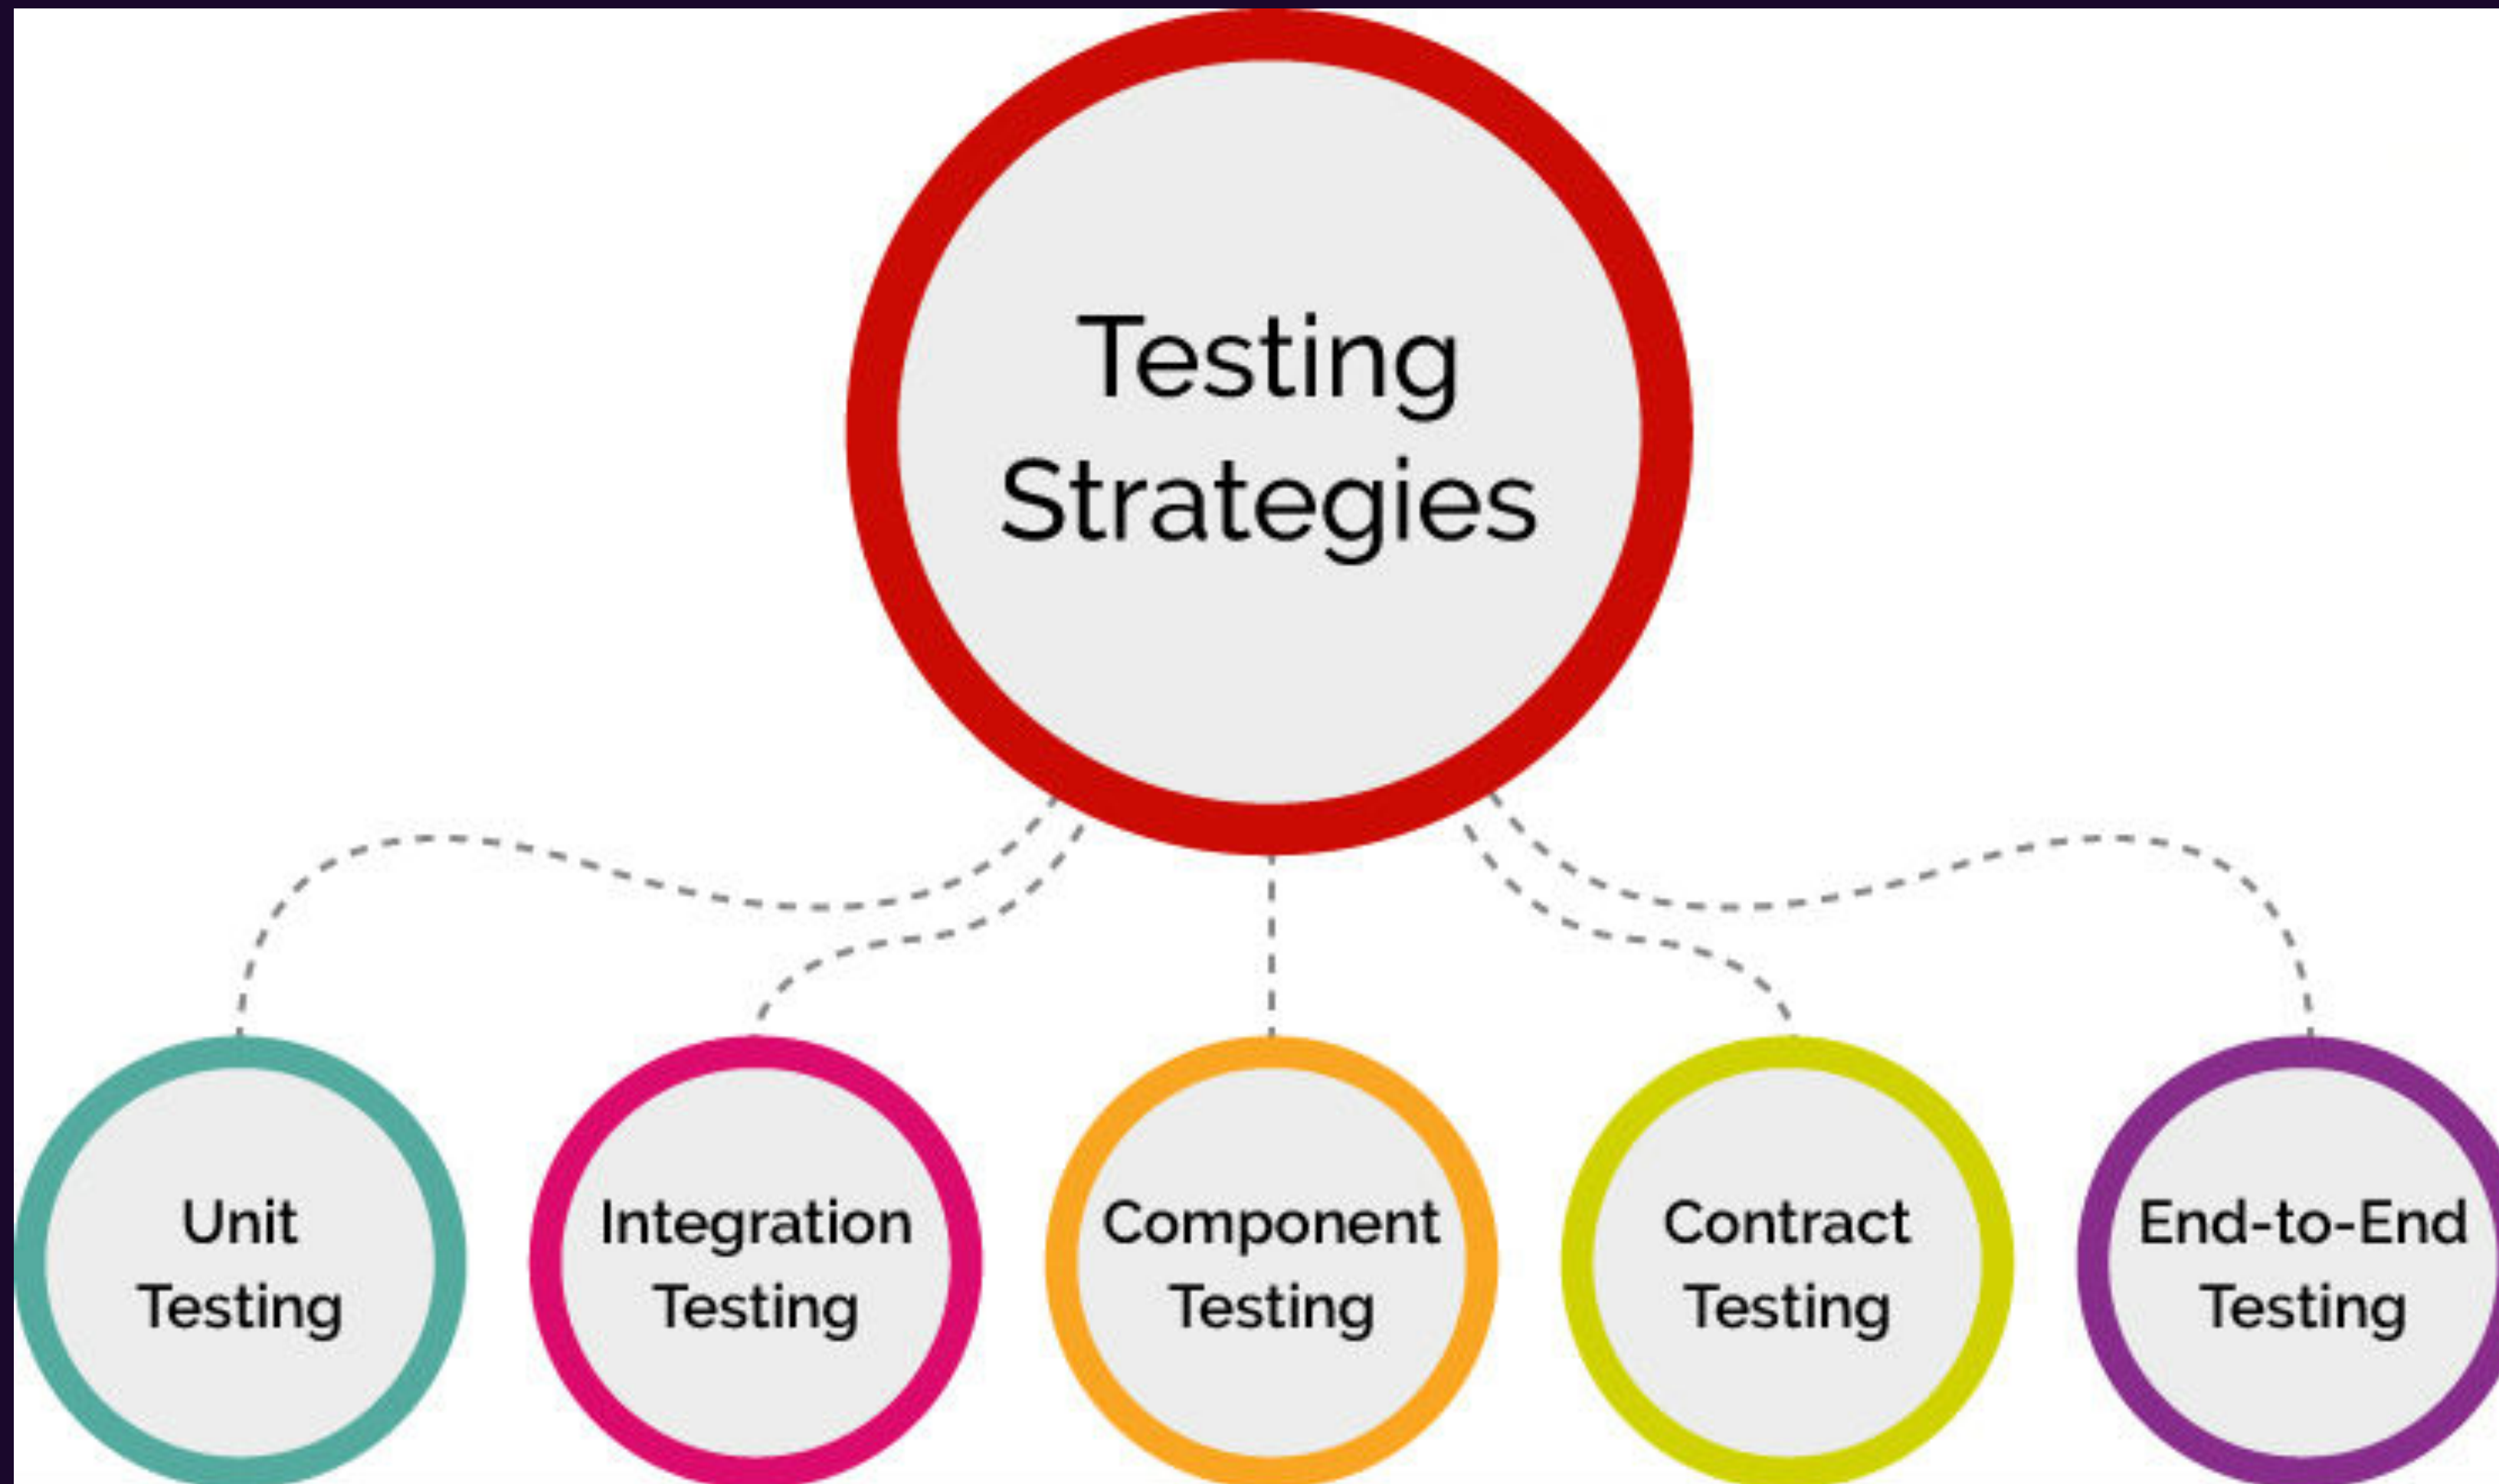 Testing
Strategies
Unit
Testing
Integration
Testing
Component
Testing
Contract
Testing
End-to-End
Testing